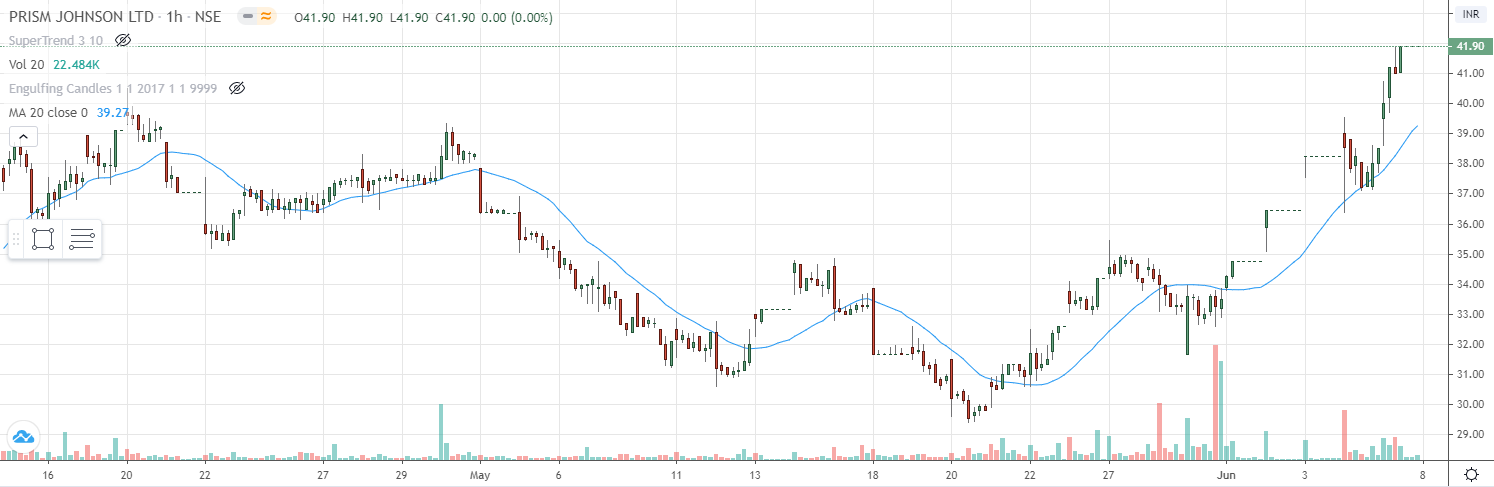 PRISM JOHNSON LTD · 1h · NSE O41.90 H41.90 L41.90 C41.90 0.00 (0.00%)
INR
SuperTrend 3 10
41.90
Vol 20 22.484K
41.00
Engulfing Candles 1 1 2017 1 1 9999
40.00
MA 20 close 0 39.27
39.00
38.00
37.00
36.00
35.00
34.00
33.00
32.00
31.00
30.00
29.00
16 20 22 27 29 May 6 11 13 18 20 22 27 Jun 3 8